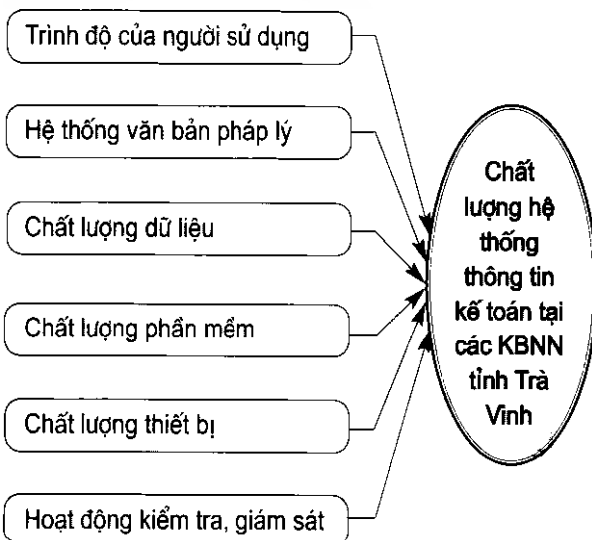 Trình độ của người sử dụng
Hệ thống văn bản pháp lý
Chất lượng dữ liệu
Chất lượng phần mềm
Chất lượng thiết bị
Hoạt động kiểm tra, giám sát
Chất
lượng hệ
thống
thông tin
kế toán tại
các KBNN
tỉnh Trà
Vinh